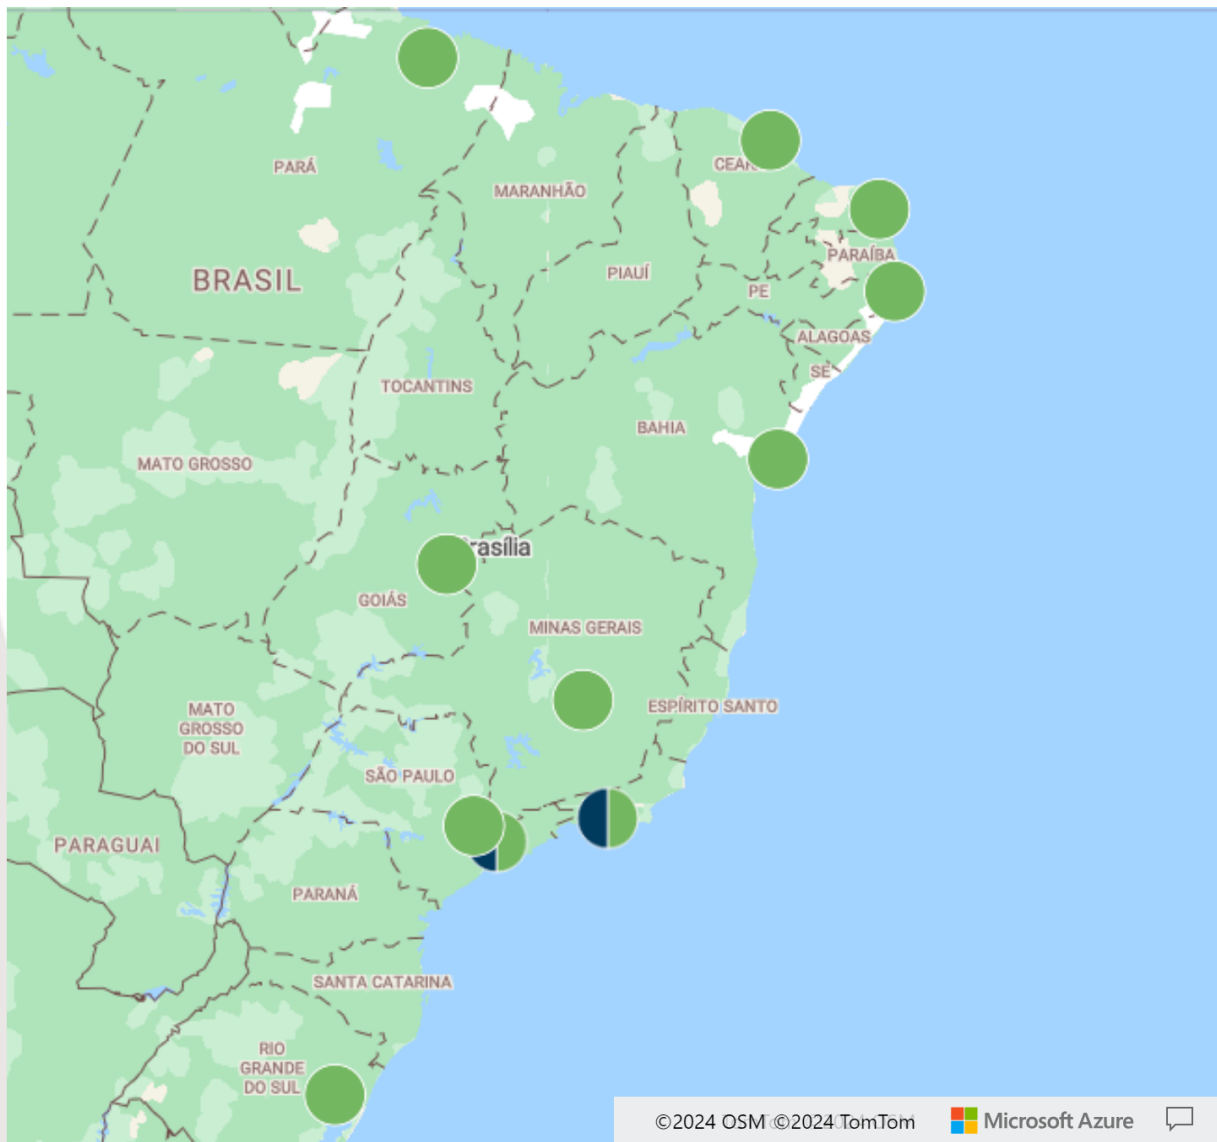 PARÁ
CEAR
MARANHÃO
PARAÍBA
BRASIL
PIAUÍ
PE
ALAGOAS
SE
TOCANTINS
BAHIA
MATO GROSSO
rasília
GOIÁS
MINAS GERAIS
MATO
GROSSO
DO SUL
ESPÍRITO SANTO
SÃO PAULO
PARAGUAI
PARANÁ
SANTA CATARINA
RIO
GRANDE
DO SUL
©2024 OSM ©2024 TomTom
Microsoft Azure